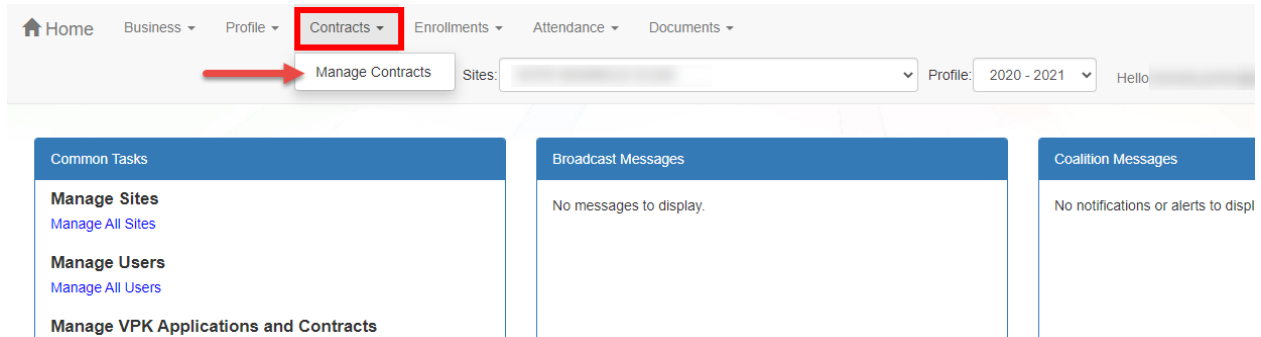 Home Business Profile Contracts Enrollments Attendance Documents
Manage Contracts Sites: Profile: 2020 - 2021 Hello
Common Tasks Broadcast Messages Coalition Messages
Manage Sites No messages to display. No notifications or alerts to displ
Manage All Sites
Manage Users
Manage All Users
Manage VPK Applications and Contracts